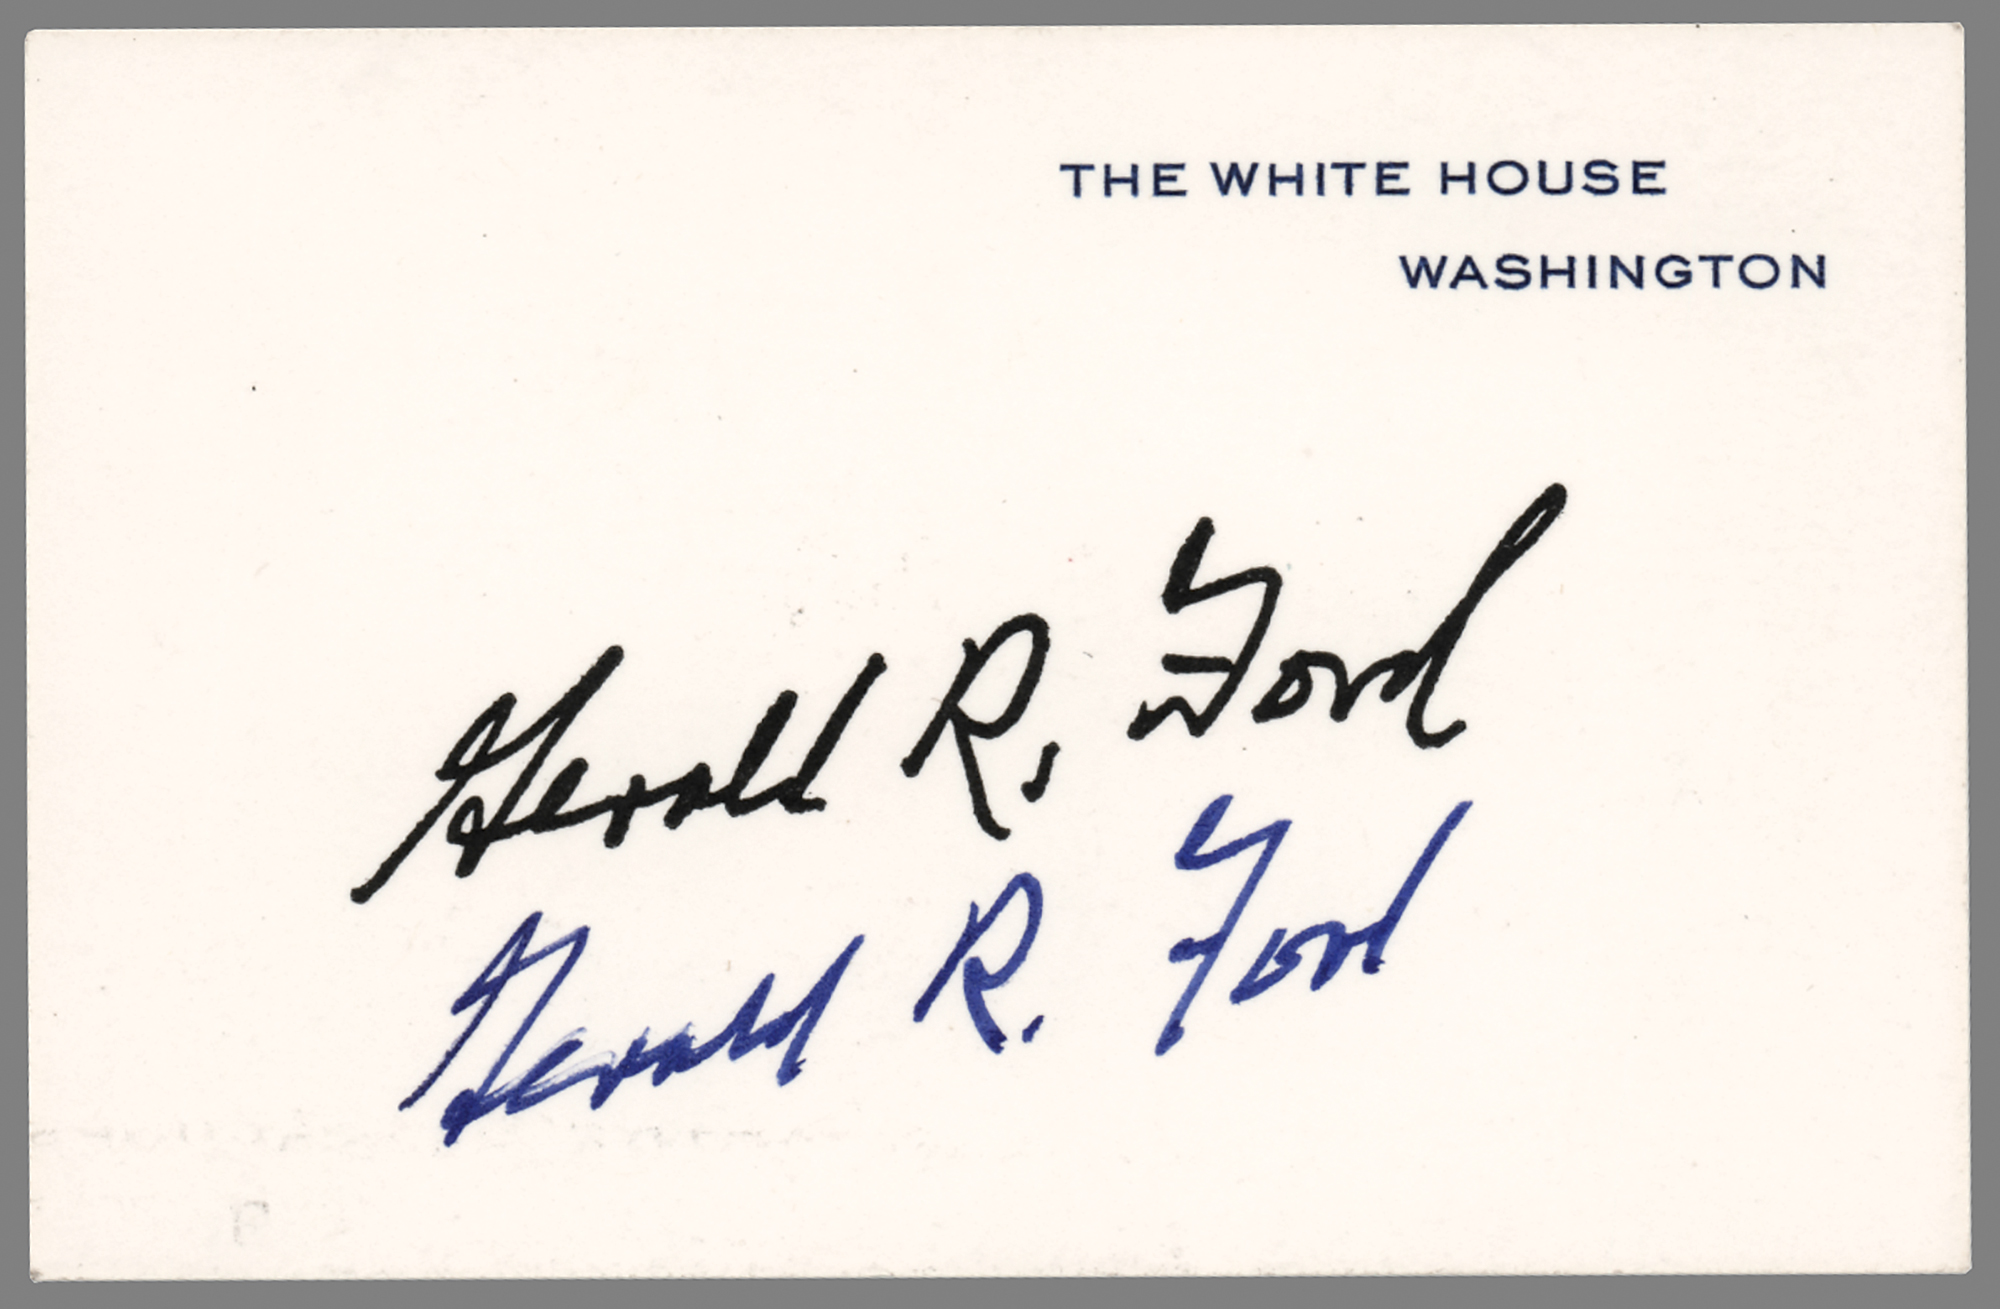 THE WHITE HOUSE
WASHINGTON
Gerald R. Ford
Gerald R. Ford